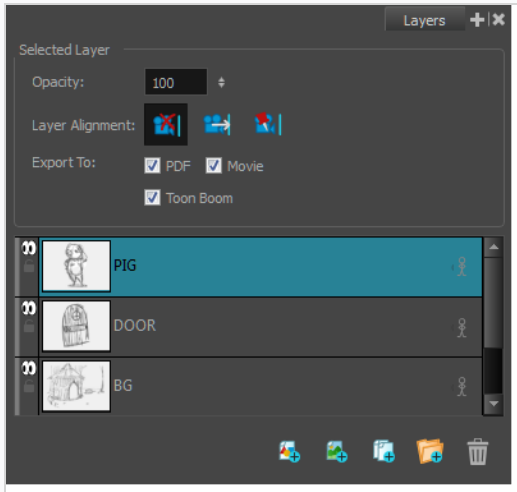 Layers
Selected Layer
Opacity: 100
Layer Alignment:
Export To: PDF Movie
Toon Boom
PIG
DOOR
BG